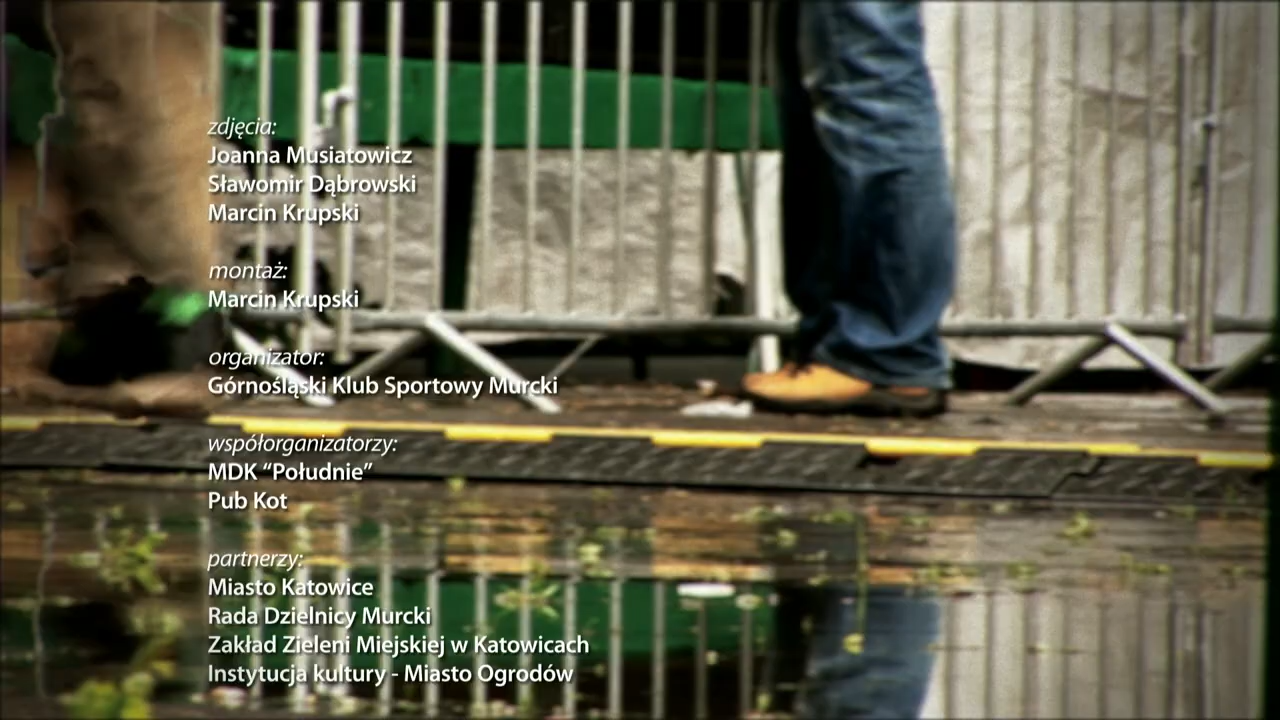 zdjęcia:
Joanna Musiatowicz
Sławomir Dąbrowski
Marcin Krupski
montaż:
Marcin Krupski
organizator:
Górnośląski Klub Sportowy Murcki
współorganizatorzy:
MDK “Południe”
Pub Kot
partnerzy:
Miasto Katowice
Rada Dzielnicy Murcki
Zakład Zieleni Miejskiej w Katowicach
Instytucja kultury - Miasto Ogrodów